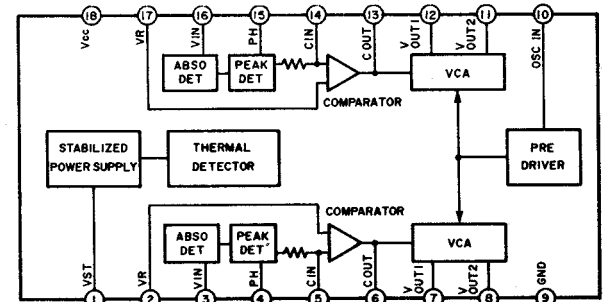 18 17 16 15 14 13 12 11 10
Vcc VR VIN PH CIN COUT V OUT1 V OUT2 OSC IN
ABSO DET
PEAK DET
VCA
COMPARATOR
STABILIZED POWER SUPPLY
THERMAL DETECTOR
PRE DRIVER
COMPARATOR
ABSO DET
PEAK DET
VCA
VST VR VIN PH CIN COUT V OUT1 V OUT2 GND
1 2 3 4 5 6 7 8 9